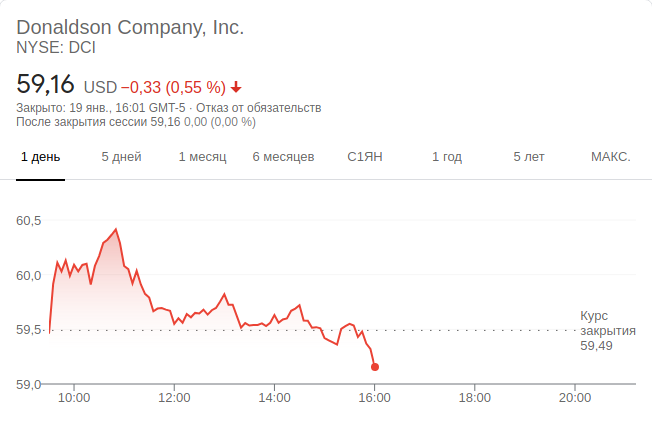 Donaldson Company, Inc.
NYSE: DCI
59,16 USD −0,33 (0,55 %)
Закрыто: 19 янв., 16:01 GMT-5 · Отказ от обязательств
После закрытия сессии 59,16 0,00 (0,00 %)
1 день 5 дней 1 месяц 6 месяцев С1ЯН 1 год 5 лет МАКС.
60,5
60,0
59,5
59,0
Курс
закрытия
59,49
10:00 12:00 14:00 16:00 18:00 20:00